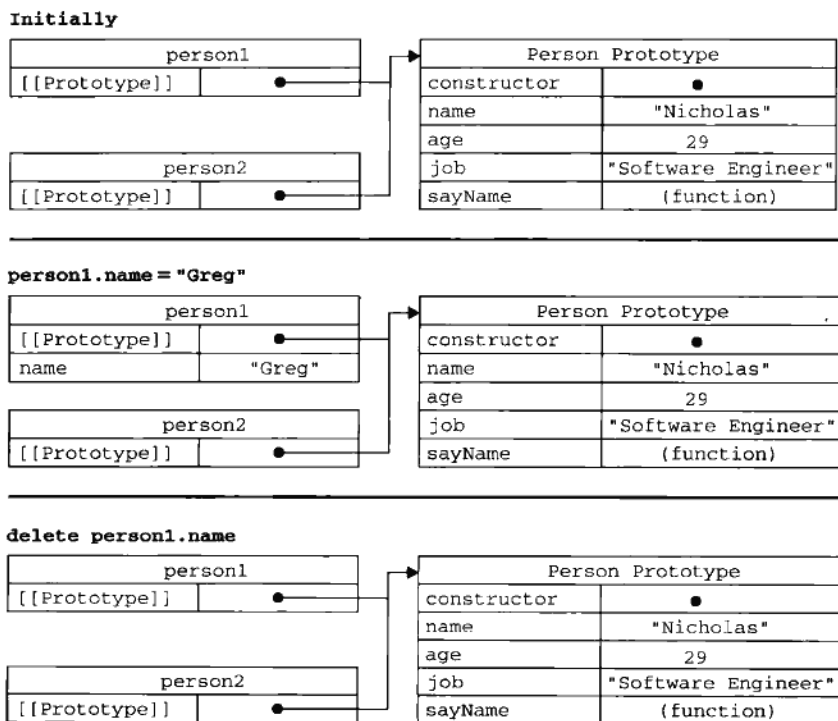 Initially
person1
[[Prototype]]
person2
[[Prototype]]
Person Prototype
constructor
name "Nicholas"
age 29
job "Software Engineer"
sayName (function)
person1.name = "Greg"
person1
[[Prototype]]
name "Greg"
person2
[[Prototype]]
Person Prototype
constructor
name "Nicholas"
age 29
job "Software Engineer"
sayName (function)
delete person1.name
person1
[[Prototype]]
person2
[[Prototype]]
Person Prototype
constructor
name "Nicholas"
age 29
job "Software Engineer"
sayName (function)